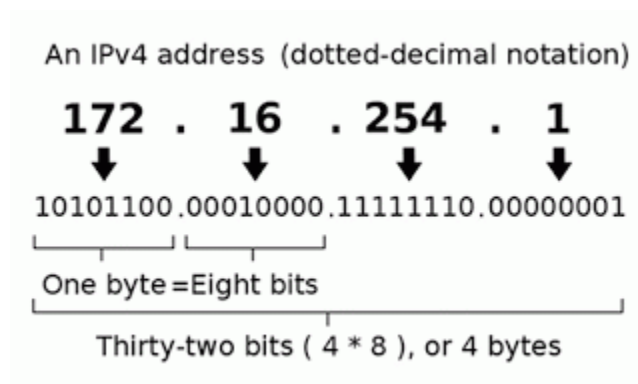 An IPv4 address (dotted-decimal notation)
172 . 16 . 254 . 1
10101100.00010000.11111110.00000001
One byte=Eight bits
Thirty-two bits ( 4 * 8 ), or 4 bytes